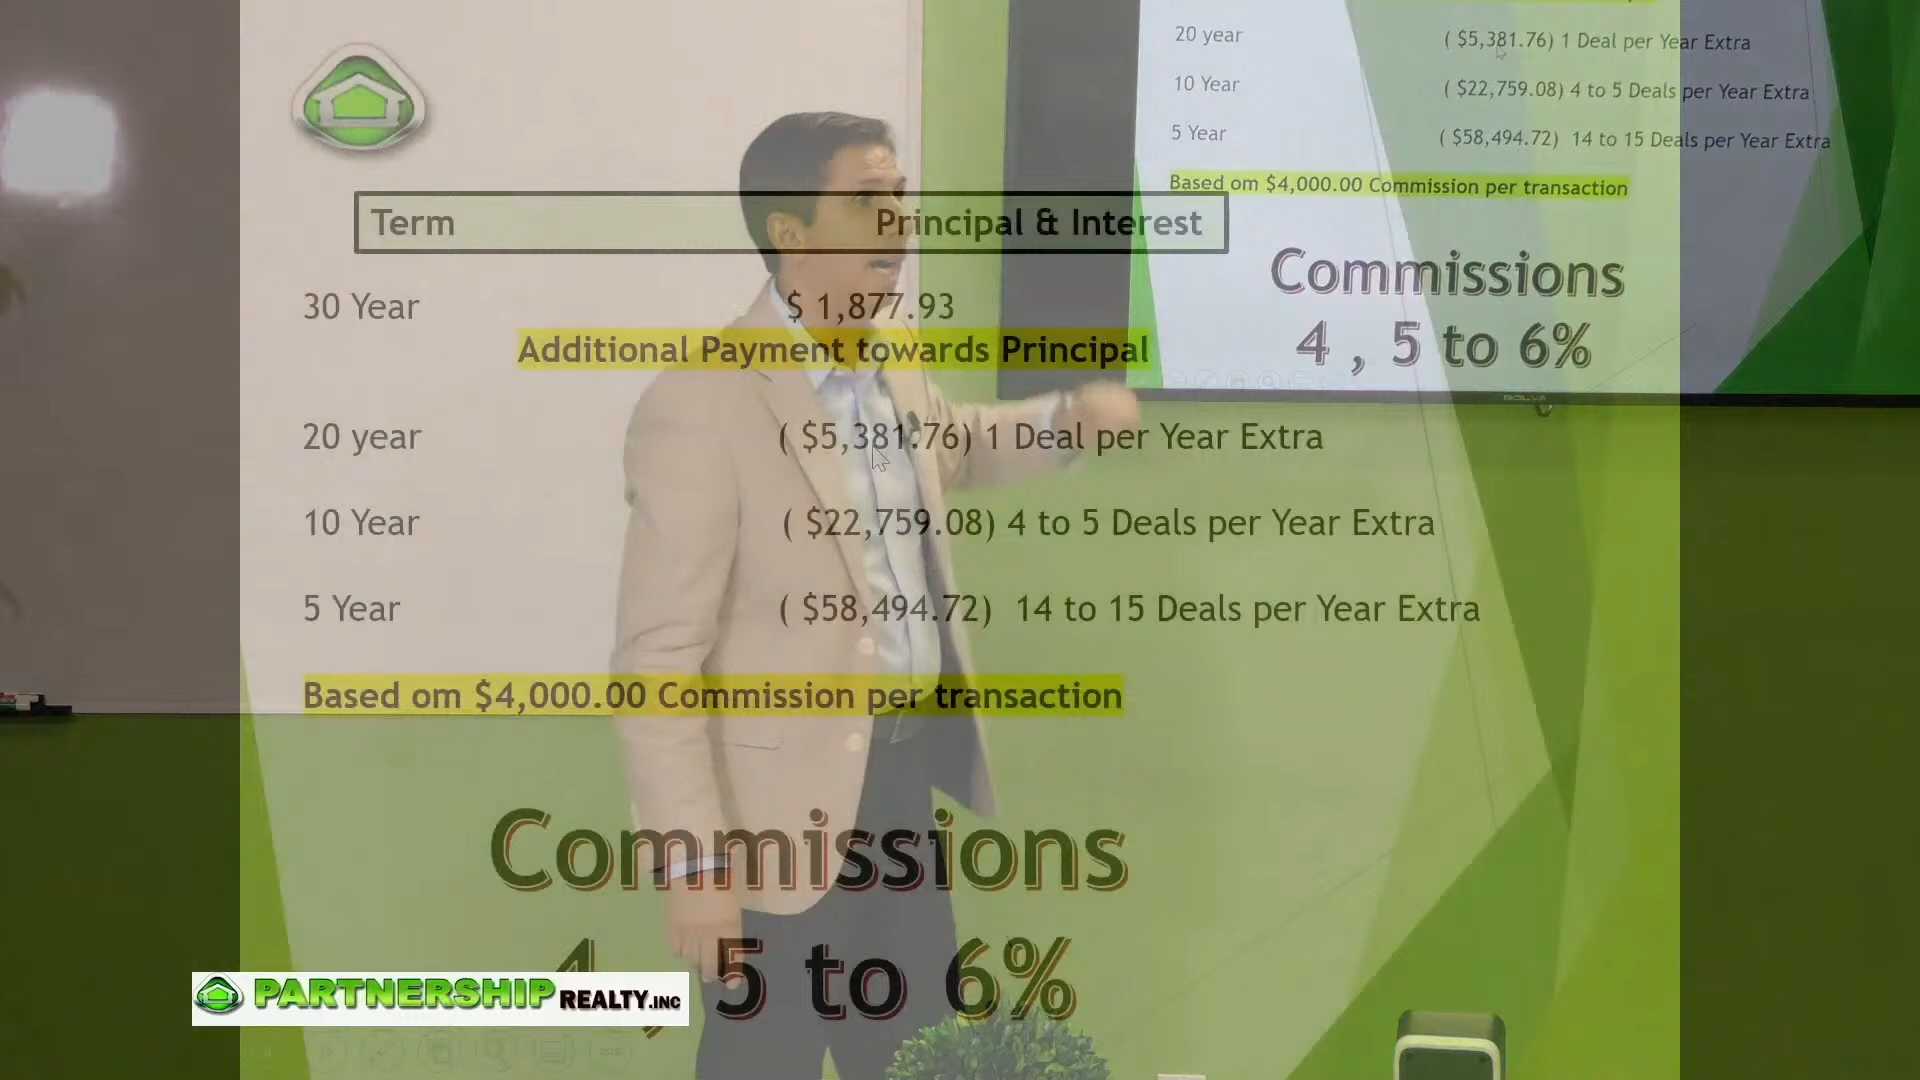 20 year ( $5,381.76) 1 Deal per Year Extra
10 Year ( $22,759.08) 4 to 5 Deals per Year Extra
5 Year ( $58,494.72) 14 to 15 Deals per Year Extra
Based om $4,000.00 Commission per transaction
Commissions
4 , 5 to 6%
ROLVA
Term Principal & Interest
30 Year $ 1,877.93
Additional Payment towards Principal
20 year ( $5,381.76) 1 Deal per Year Extra
10 Year ( $22,759.08) 4 to 5 Deals per Year Extra
5 Year ( $58,494.72) 14 to 15 Deals per Year Extra
Based om $4,000.00 Commission per transaction
Commissions
4 , 5 to 6%
PARTNERSHIP REALTY.INC